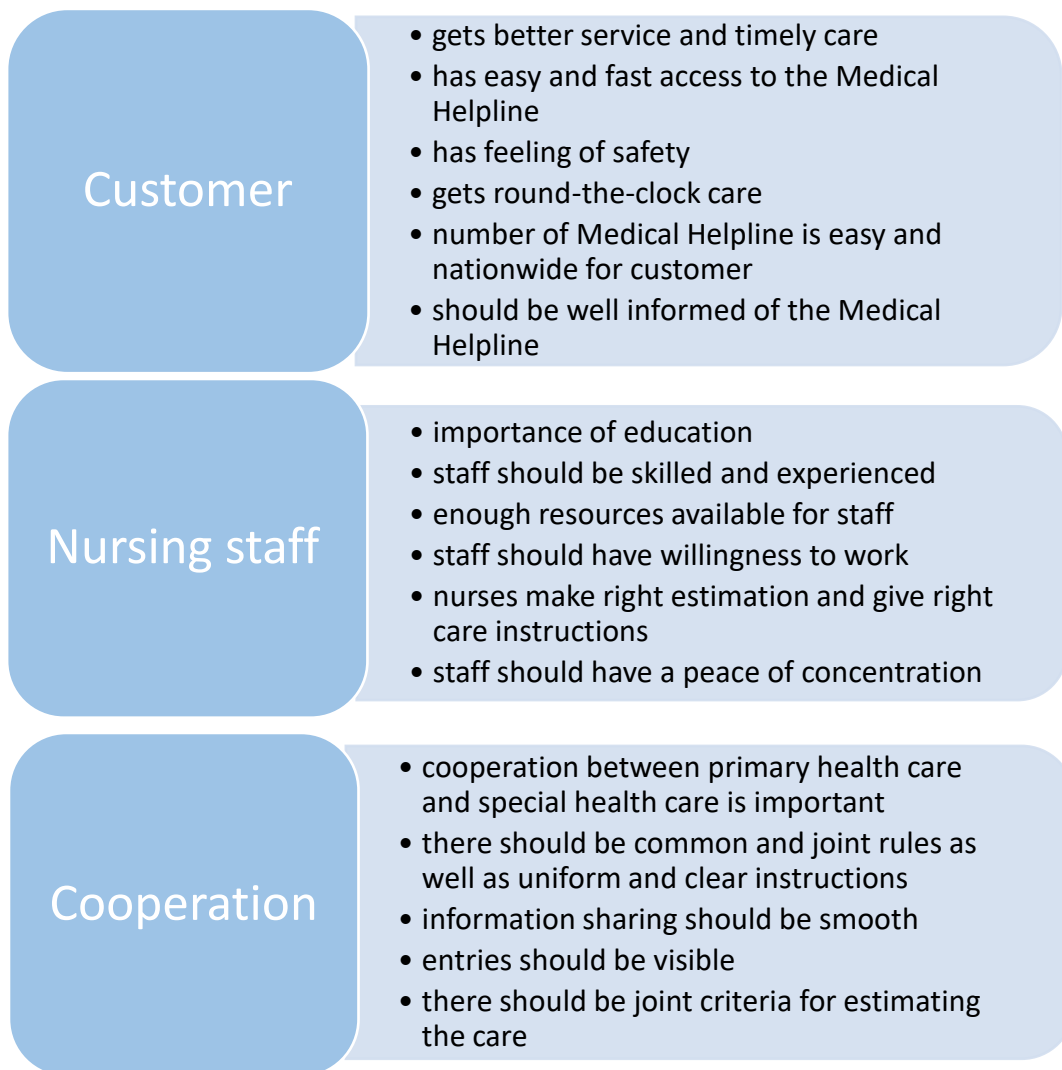 Customer
• gets better service and timely care
• has easy and fast access to the Medical
Helpline
• has feeling of safety
• gets round-the-clock care
• number of Medical Helpline is easy and
nationwide for customer
• should be well informed of the Medical
Helpline
Nursing staff
• importance of education
• staff should be skilled and experienced
• enough resources available for staff
• staff should have willingness to work
• nurses make right estimation and give right
care instructions
• staff should have a peace of concentration
Cooperation
• cooperation between primary health care
and special health care is important
• there should be common and joint rules as
well as uniform and clear instructions
• information sharing should be smooth
• entries should be visible
• there should be joint criteria for estimating
the care